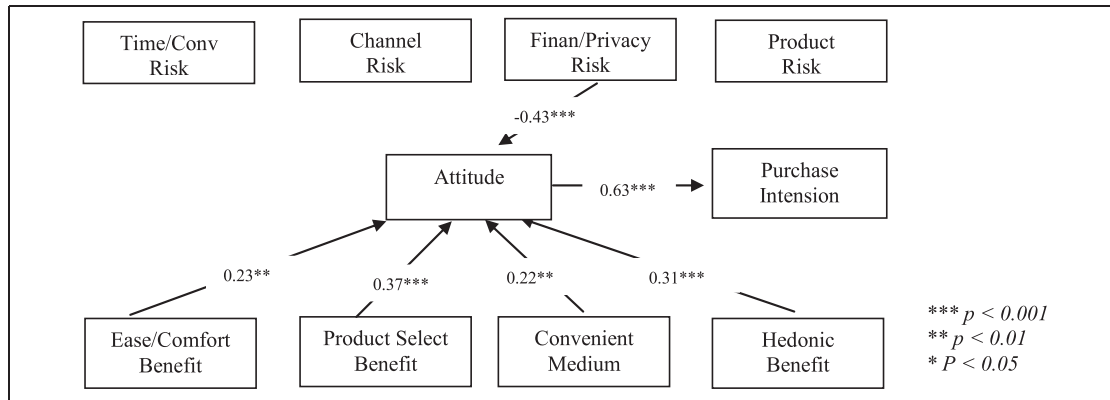 Time/Conv
Risk
Channel
Risk
Finan/Privacy
Risk
Product
Risk
-0.43***
Attitude
0.63***
Purchase
Intension
0.23**
0.37***
0.22**
0.31***
Ease/Comfort
Benefit
Product Select
Benefit
Convenient
Medium
Hedonic
Benefit
*** p < 0.001
** p < 0.01
* P < 0.05